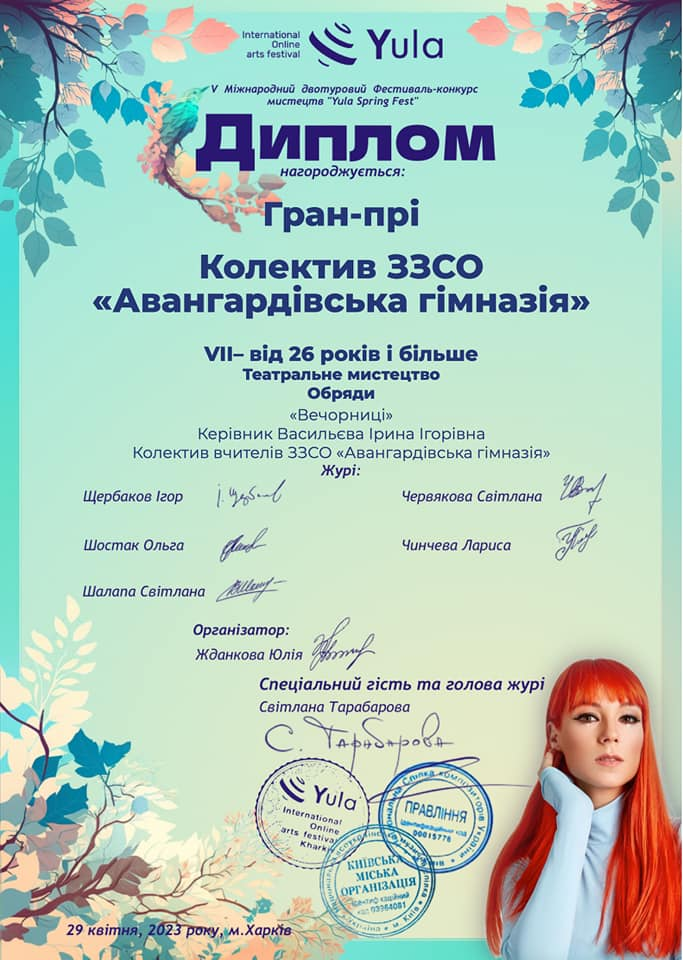 International
Online
arts festival
Yula
V Міжнародний двотуровий Фестиваль-конкурс
мистецтв "Yula Spring Fest"
Диплом
нагороджується:
Гран-прі
Колектив ЗЗСО
«Авангардівська гімназія»
VII– від 26 років і більше
Театральне мистецтво
Обряди
«Вечорниці»
Керівник Васильєва Ірина Ігорівна
Колектив вчителів ЗЗСО «Авангардівська гімназія»
Журі:
Щербаков Ігор
Червякова Світлана
Шостак Ольга
Чинчева Лариса
Шалапа Світлана
Організатор:
Жданкова Юлія
Спеціальний гість та голова журі
Світлана Тарабарова
С. Тарабарова
Yula
International
Online
arts festival
ПРАВЛІННЯ
ідентифікаційний код
00015776
КИЇВСЬКА
МІСЬКА
ОРГАНІЗАЦІЯ
29 квітня, 2023 року, м.Харків